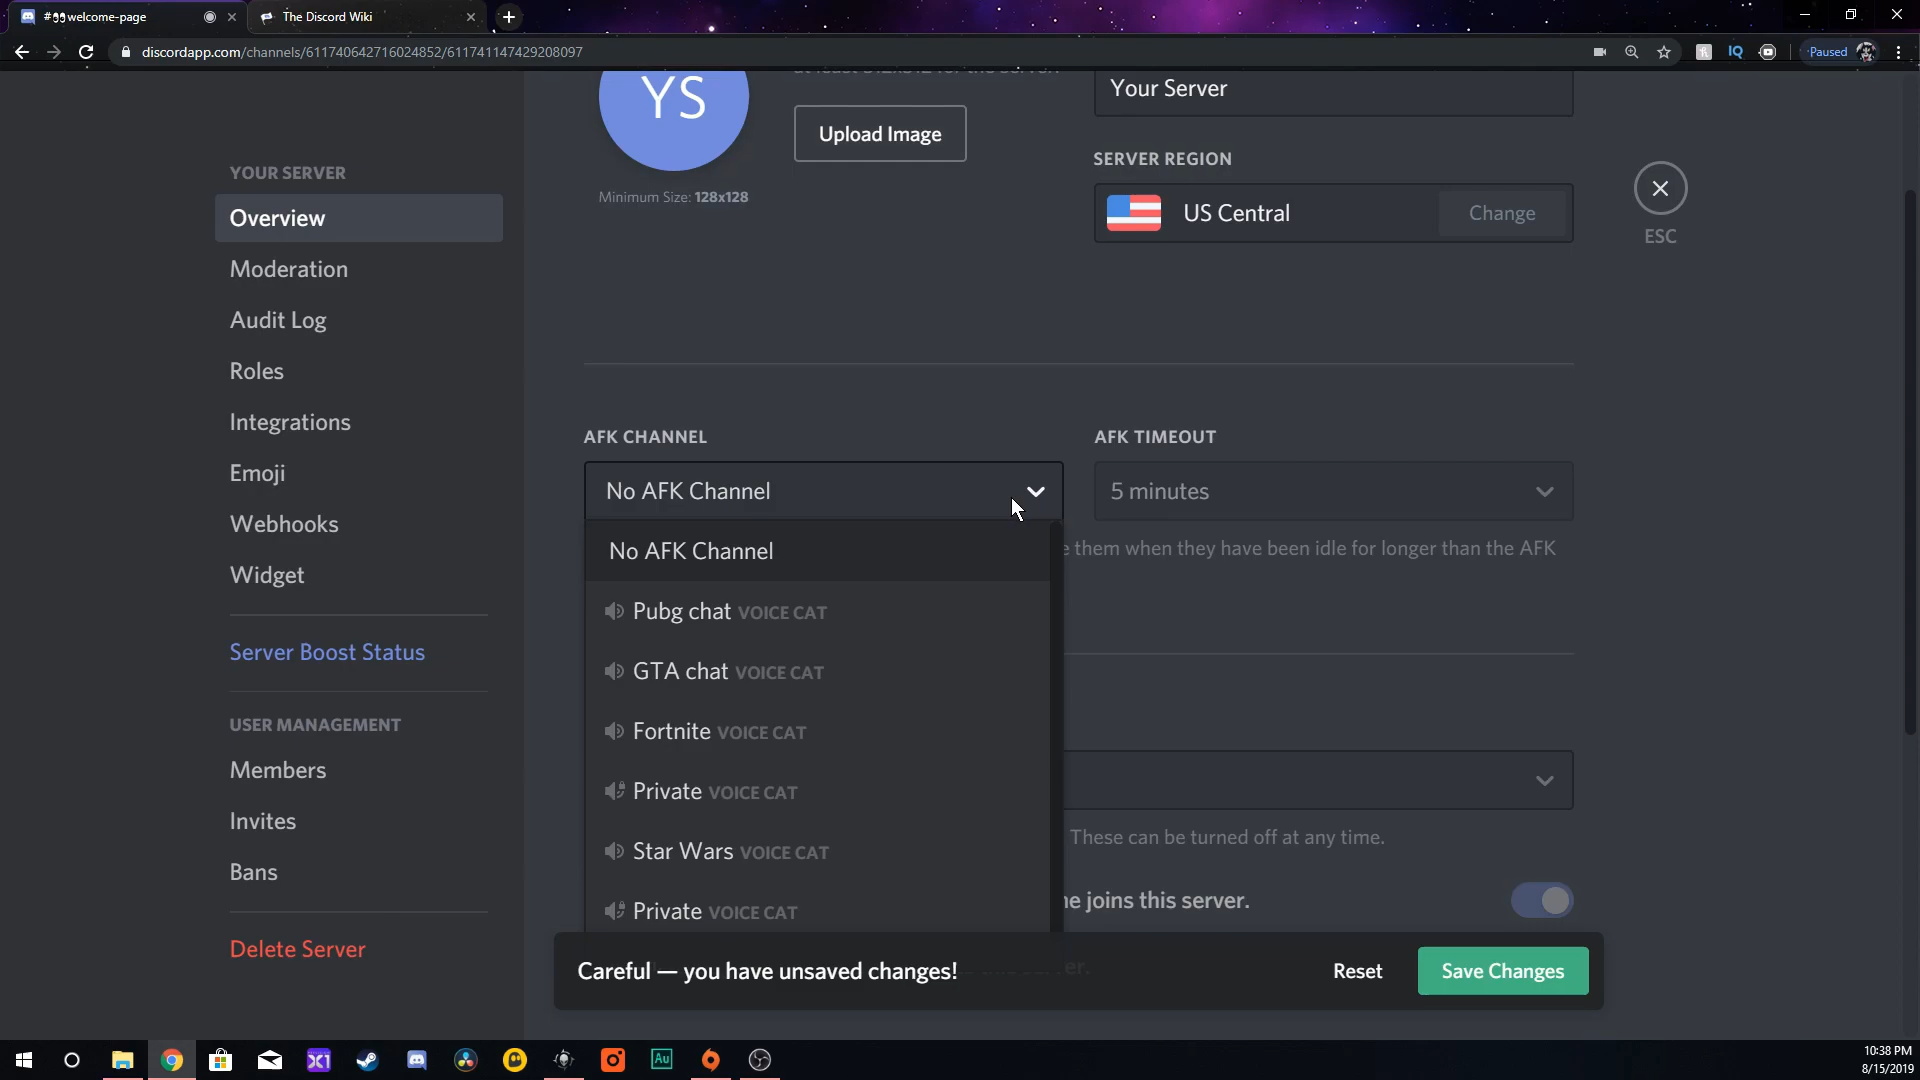 #👀welcome-page
The Discord Wiki
discordapp.com/channels/611740642716024852/611741147429208097
IQ
Paused
YS
Upload Image
Minimum Size: 128x128
Your Server
SERVER REGION
US Central
Change
ESC
YOUR SERVER
Overview
Moderation
Audit Log
Roles
Integrations
Emoji
Webhooks
Widget
Server Boost Status
USER MANAGEMENT
Members
Invites
Bans
Delete Server
AFK CHANNEL
No AFK Channel
No AFK Channel
Pubg chat VOICE CAT
GTA chat VOICE CAT
Fortnite VOICE CAT
Private VOICE CAT
Star Wars VOICE CAT
Private VOICE CAT
AFK TIMEOUT
5 minutes
them when they have been idle for longer than the AFK
These can be turned off at any time.
joins this server.
Careful — you have unsaved changes!
Reset
Save Changes
X1
Au
10:38 PM
8/15/2019